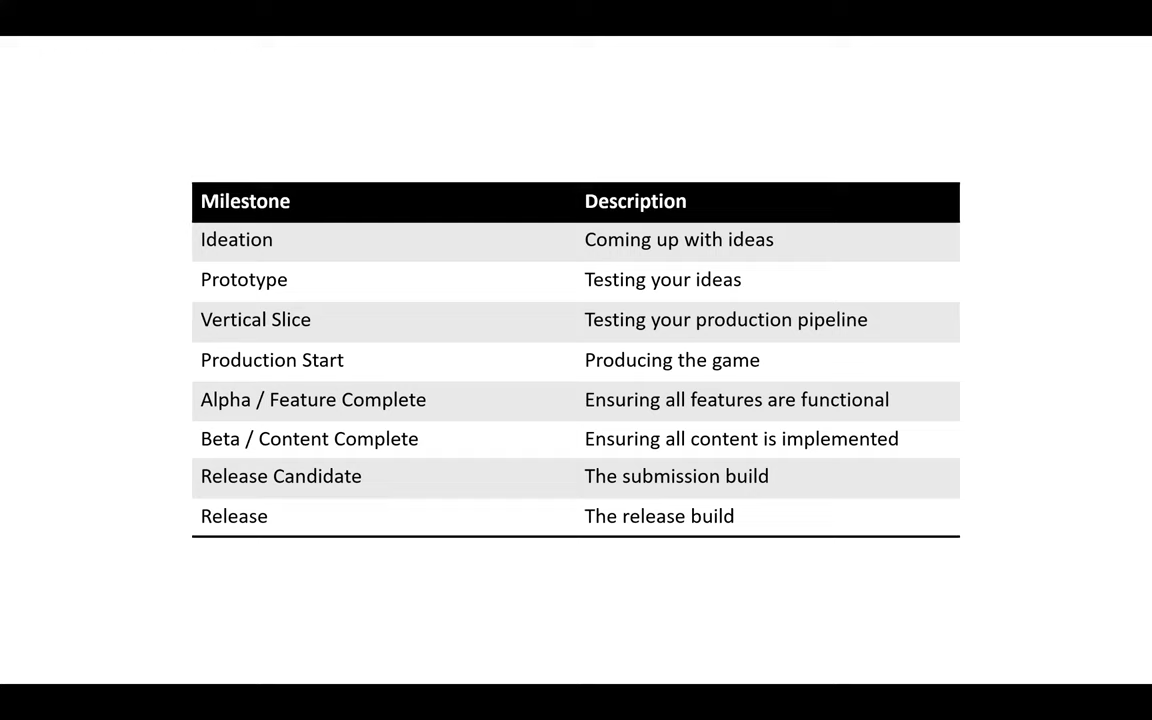 Milestone Description
Ideation Coming up with ideas
Prototype Testing your ideas
Vertical Slice Testing your production pipeline
Production Start Producing the game
Alpha / Feature Complete Ensuring all features are functional
Beta / Content Complete Ensuring all content is implemented
Release Candidate The submission build
Release The release build